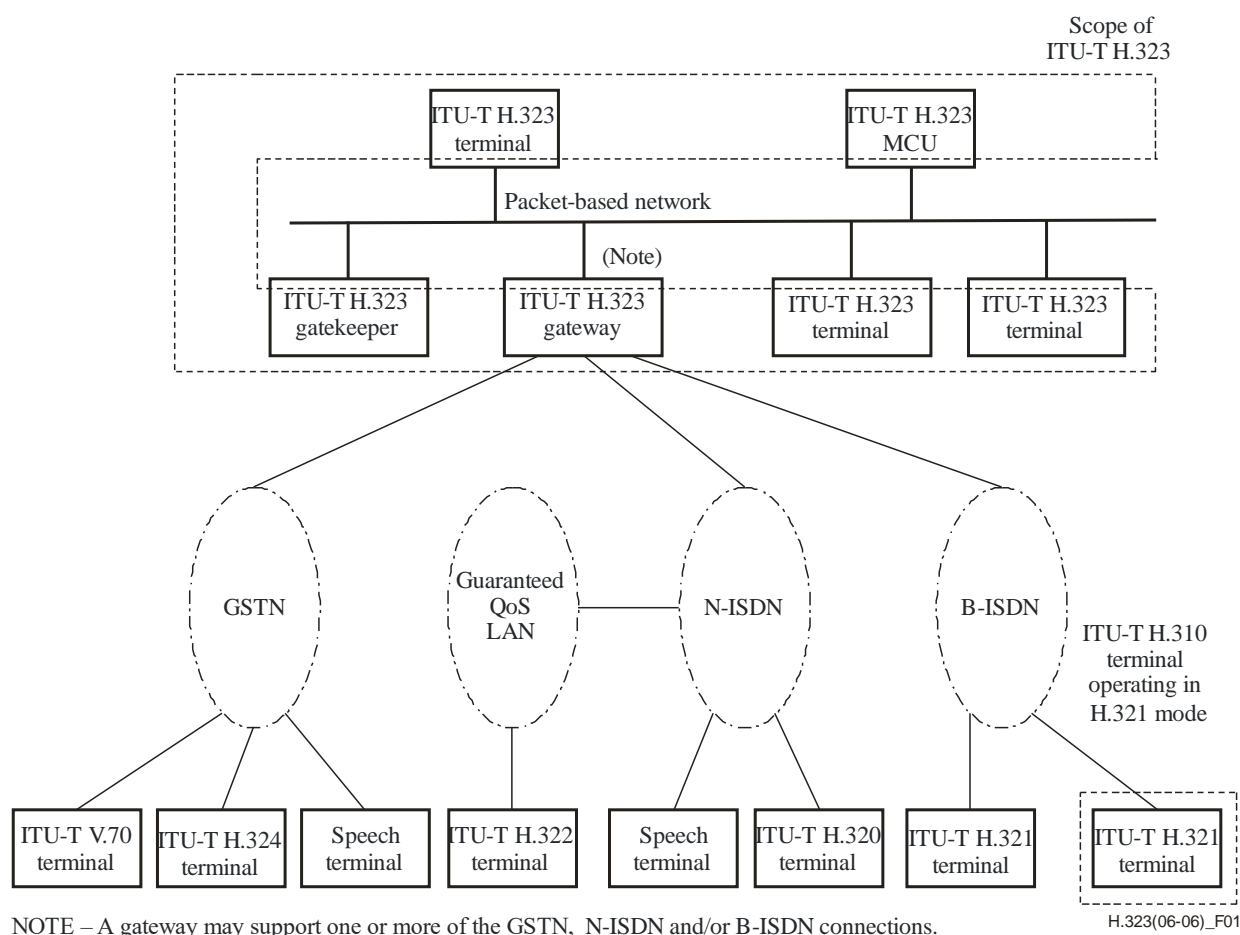 Scope of
ITU-T H.323
ITU-T H.323
terminal
ITU-T H.323
MCU
Packet-based network
(Note)
ITU-T H.323
gatekeeper
ITU-T H.323
gateway
ITU-T H.323
terminal
ITU-T H.323
terminal
GSTN
Guaranteed
QoS
LAN
N-ISDN
B-ISDN
ITU-T H.310
terminal
operating in
H.321 mode
ITU-T V.70
terminal
ITU-T H.324
terminal
Speech
terminal
ITU-T H.322
terminal
Speech
terminal
ITU-T H.320
terminal
ITU-T H.321
terminal
ITU-T H.321
terminal
NOTE – A gateway may support one or more of the GSTN, N-ISDN and/or B-ISDN connections.
H.323(06-06)_F01